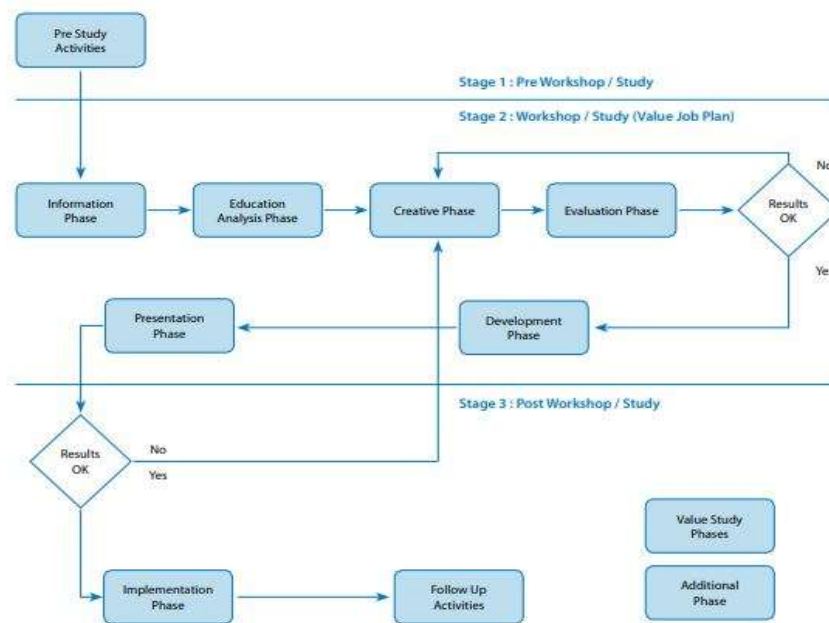 Pre Study
Activities
Stage 1 : Pre Workshop / Study
Stage 2 : Workshop / Study (Value Job Plan)
No
Information
Phase
Education
Analysis Phase
Creative Phase
Evaluation Phase
Results
OK
Presentation
Phase
Development
Phase
Stage 3 : Post Workshop / Study
Results
OK
No
Yes
Value Study
Phases
Implementation
Phase
Follow Up
Activities
Additional
Phase